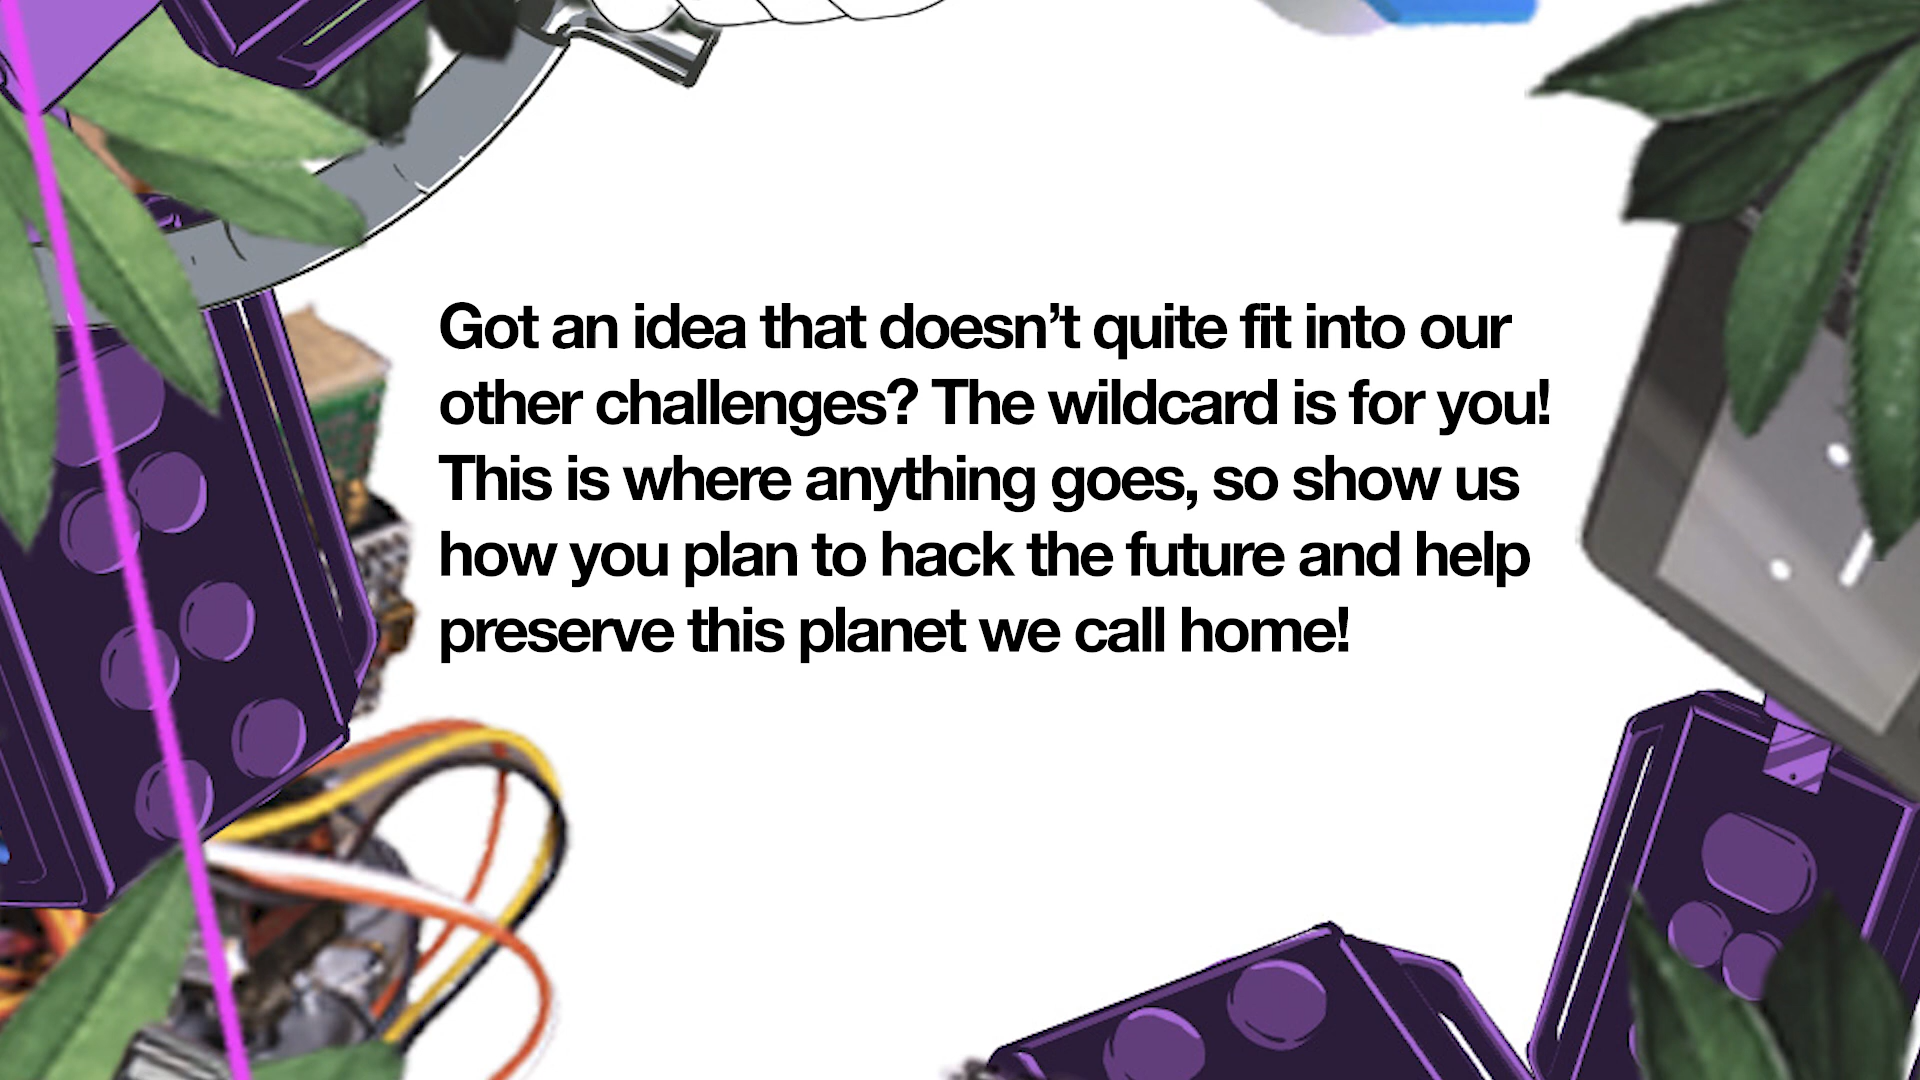 Got an idea that doesn’t quite fit into our
other challenges? The wildcard is for you!
This is where anything goes, so show us
how you plan to hack the future and help
preserve this planet we call home!